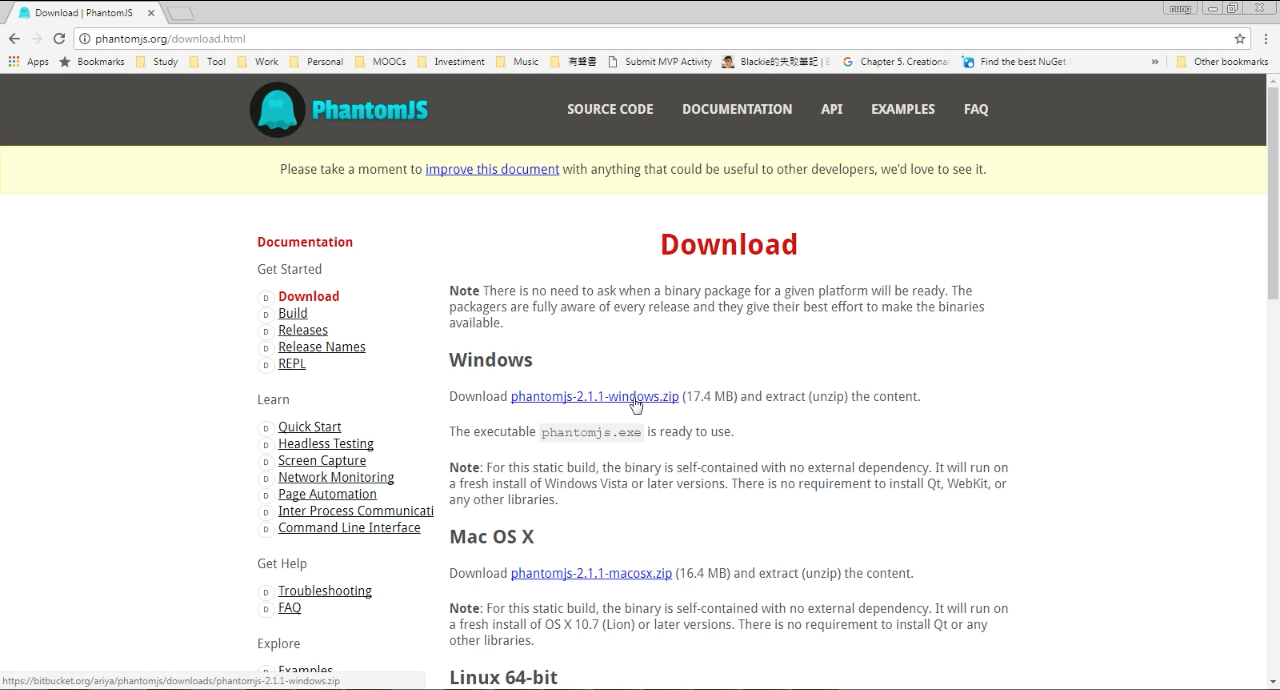 Download | PhantomJS
phantomjs.org/download.html
Apps
Bookmarks
Study
Tool
Work
Personal
MOOCs
Investiment
Music
有聲書
Submit MVP Activity
Blackie的失敗筆記 |
Chapter 5. Creational
Find the best NuGet
»
Other bookmarks
PhantomJS
SOURCE CODE
DOCUMENTATION
API
EXAMPLES
FAQ
Please take a moment to improve this document with anything that could be useful to other developers, we'd love to see it.
Documentation
Get Started
D Download
D Build
D Releases
D Release Names
D REPL
Learn
D Quick Start
D Headless Testing
D Screen Capture
D Network Monitoring
D Page Automation
D Inter Process Communicati
D Command Line Interface
Get Help
D Troubleshooting
D FAQ
Explore
D Examples
Download
Note There is no need to ask when a binary package for a given platform will be ready. The
packagers are fully aware of every release and they give their best effort to make the binaries
available.
Windows
Download phantomjs-2.1.1-windows.zip (17.4 MB) and extract (unzip) the content.
The executable phantomjs.exe is ready to use.
Note: For this static build, the binary is self-contained with no external dependency. It will run on
a fresh install of Windows Vista or later versions. There is no requirement to install Qt, WebKit, or
any other libraries.
Mac OS X
Download phantomjs-2.1.1-macosx.zip (16.4 MB) and extract (unzip) the content.
Note: For this static build, the binary is self-contained with no external dependency. It will run on
a fresh install of OS X 10.7 (Lion) or later versions. There is no requirement to install Qt or any
other libraries.
Linux 64-bit
https://bitbucket.org/ariya/phantomjs/downloads/phantomjs-2.1.1-windows.zip